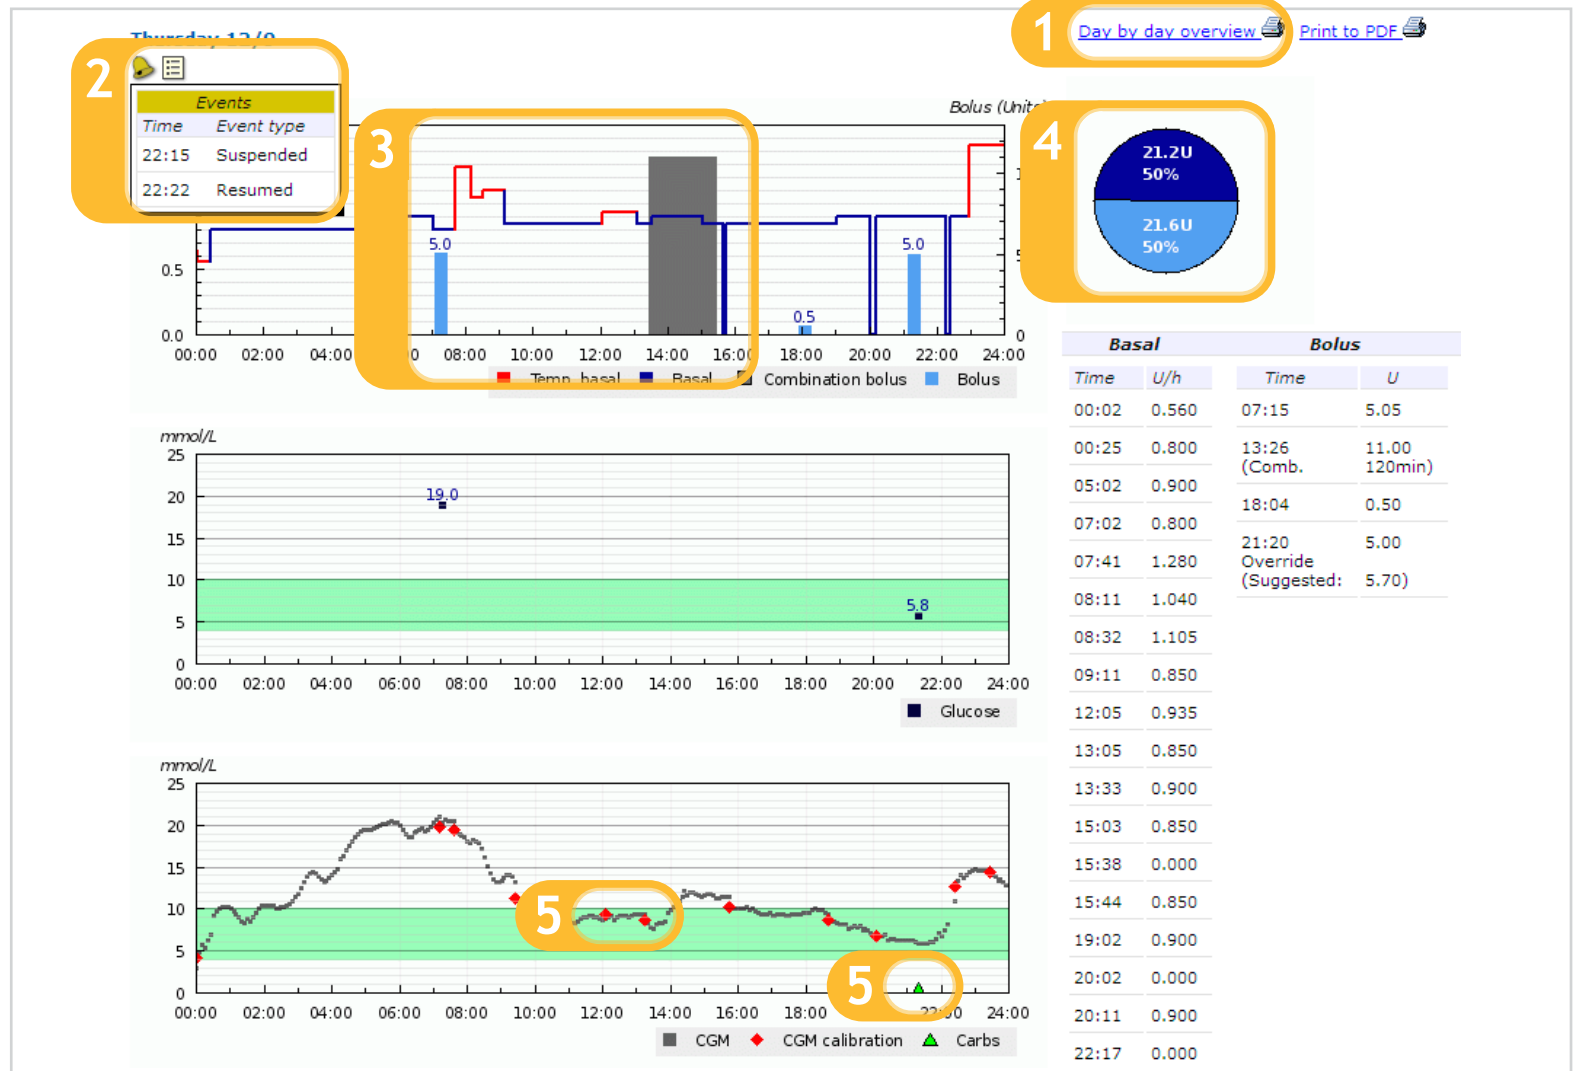 1
Day by day overview Print to PDF
Thursday 12/9
2
Events
Time Event type
22:15 Suspended
22:22 Resumed
3
Bolus (Units)
0.5
0.0
5.0
0.5
5.0
0
00:00 02:00 04:00 08:00 10:00 12:00 14:00 16:00 18:00 20:00 22:00 24:00
Temp. basal Basal Combination bolus Bolus
4
21.2U
50%
21.6U
50%
mmol/L
25
20
15
10
5
0
19.0
5.8
00:00 02:00 04:00 06:00 08:00 10:00 12:00 14:00 16:00 18:00 20:00 22:00 24:00
Glucose
mmol/L
25
20
15
10
5
0
5
5
00:00 02:00 04:00 06:00 08:00 10:00 12:00 14:00 16:00 18:00 22:00 24:00
CGM CGM calibration Carbs
Basal
Time U/h
00:02 0.560
00:25 0.800
05:02 0.900
07:02 0.800
07:41 1.280
08:11 1.040
08:32 1.105
09:11 0.850
12:05 0.935
13:05 0.850
13:33 0.900
15:03 0.850
15:38 0.000
15:44 0.850
19:02 0.900
20:02 0.000
20:11 0.900
22:17 0.000
Bolus
Time U
07:15 5.05
13:26 11.00
(Comb. 120min)
18:04 0.50
21:20 5.00
Override
(Suggested: 5.70)